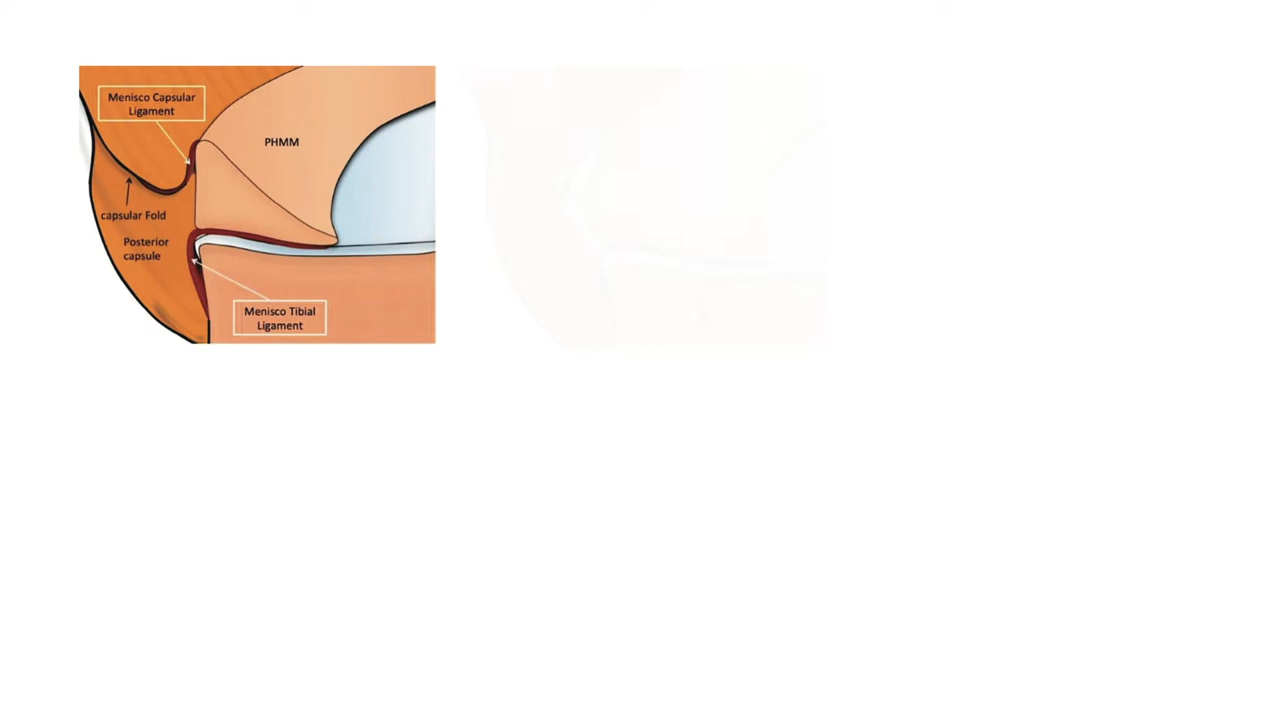 Menisco Capsular
Ligament
PHMM
capsular Fold
Posterior
capsule
Menisco Tibial
Ligament